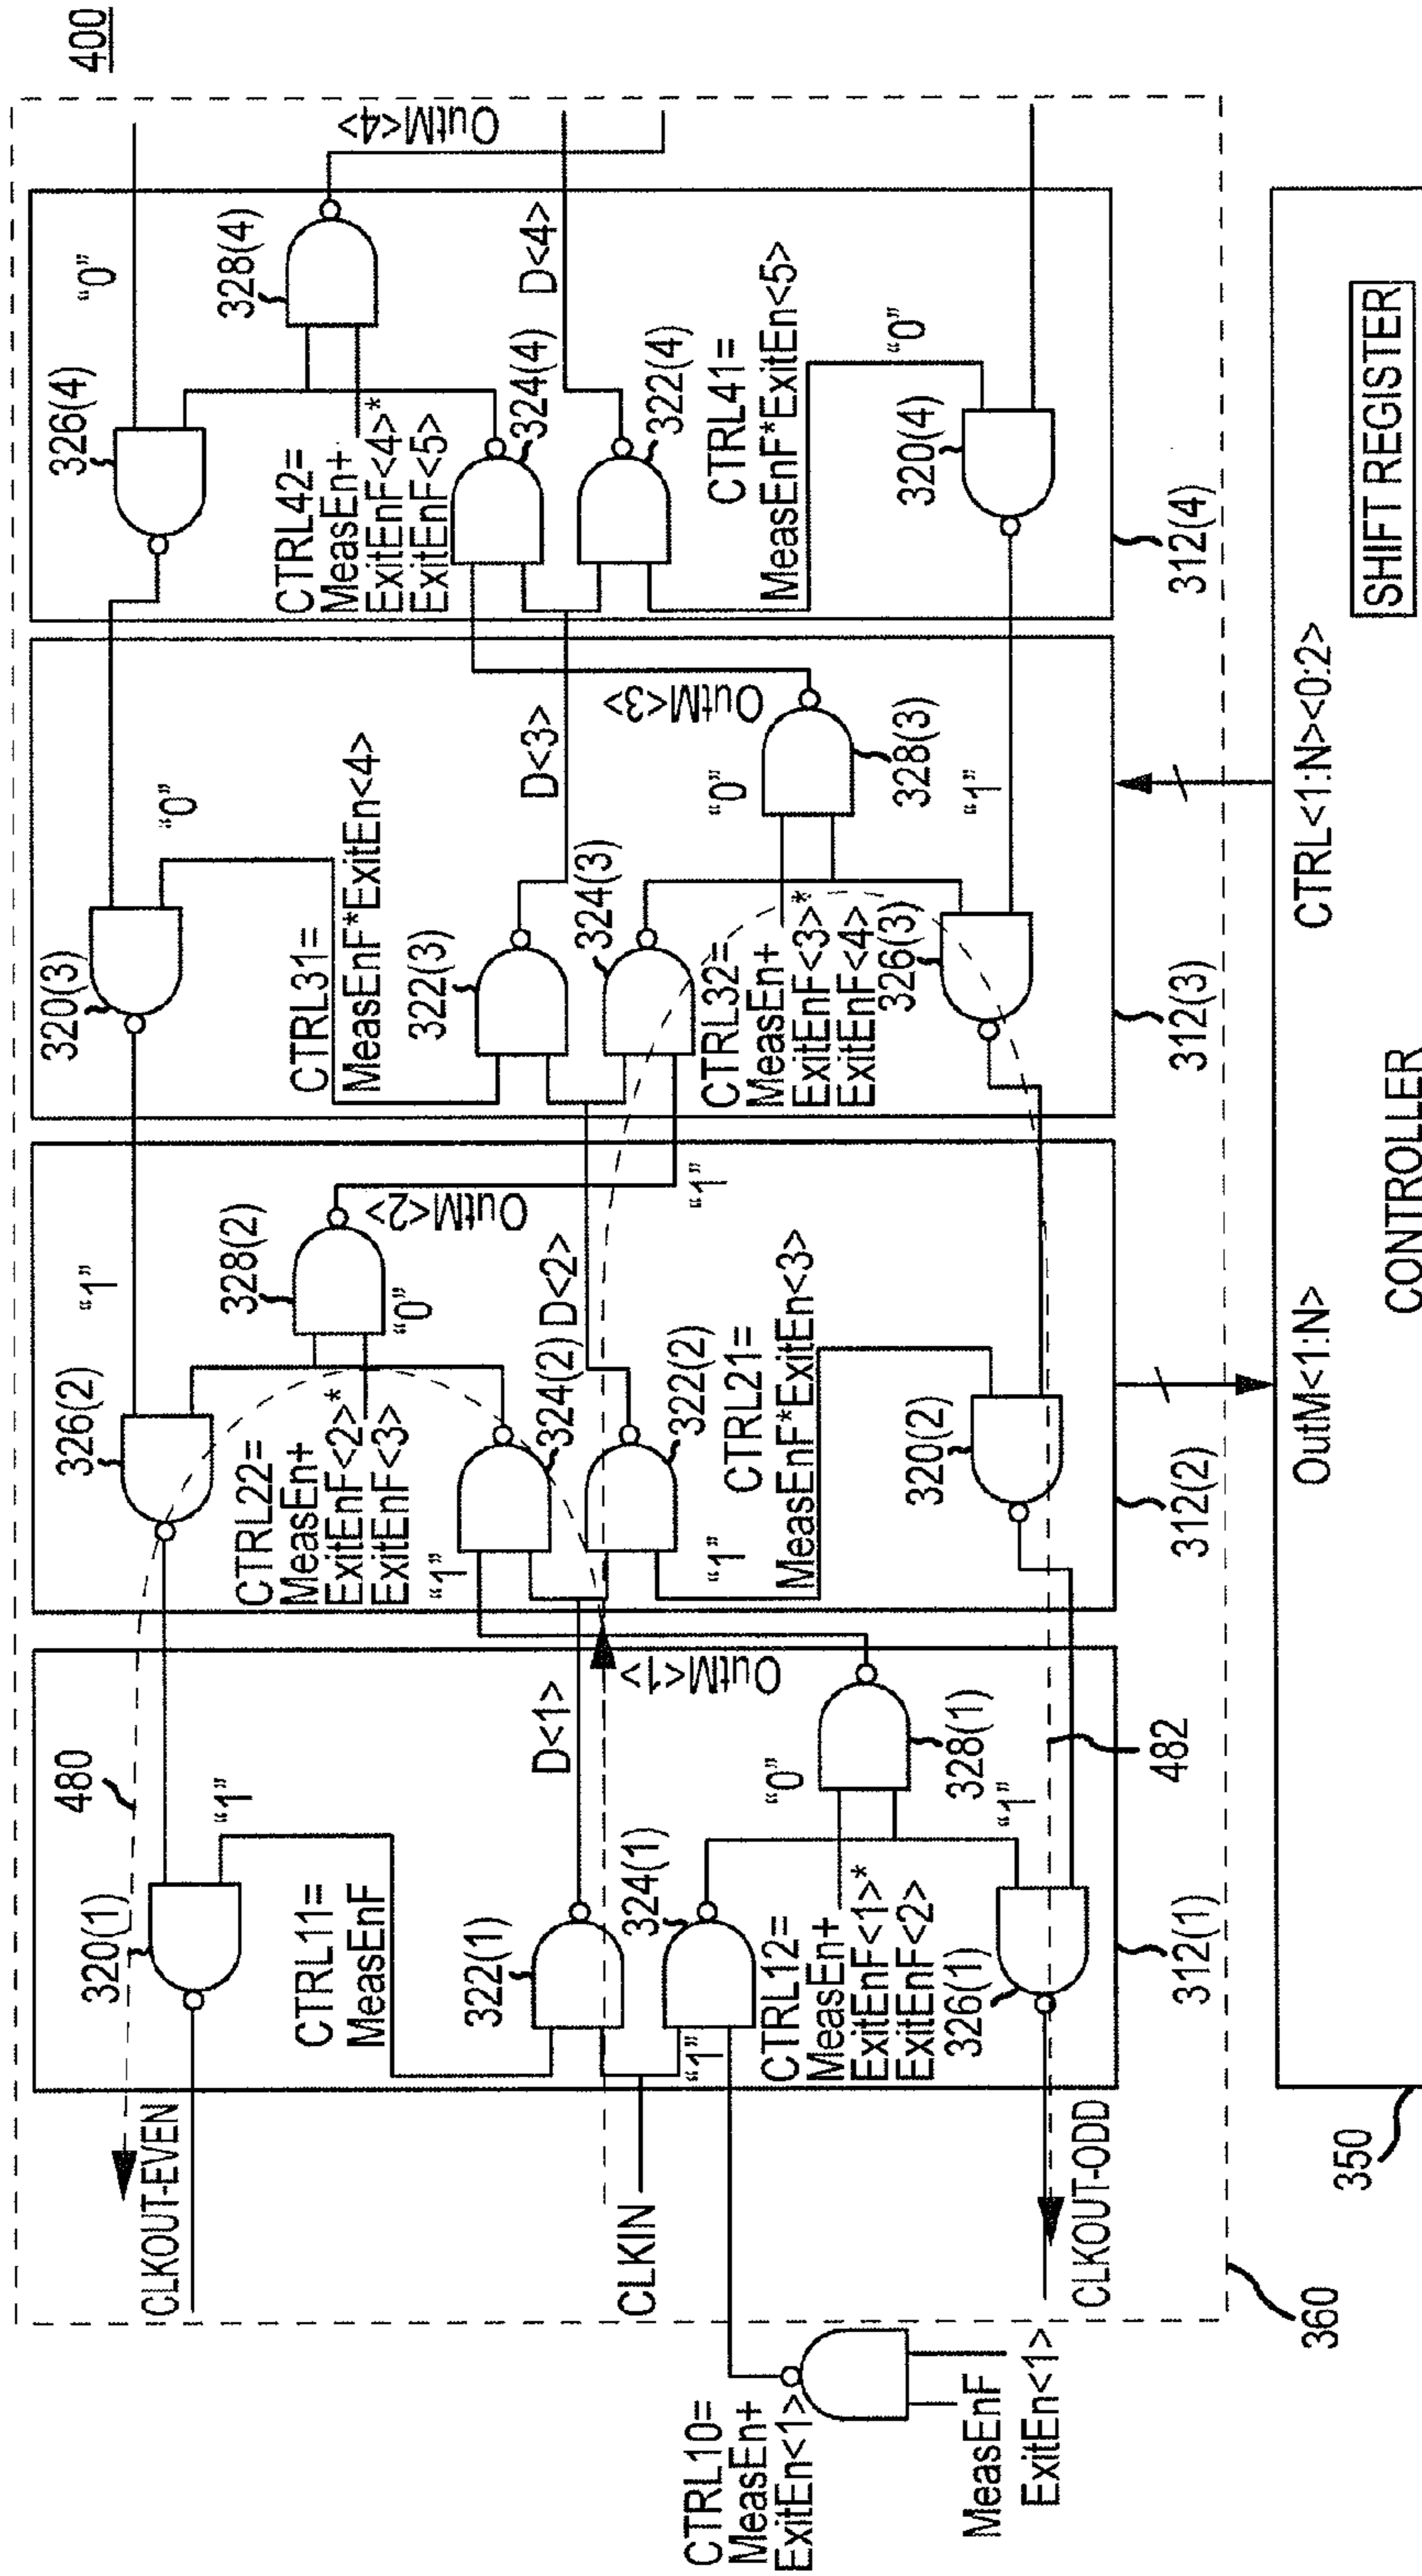 400
CLKOUT-EVEN
480
320(1)
"1"
CTRL11=
MeasEnF
322(1)
D<1>
CLKIN
324(1)
"1"
"0"
OutM<1>
CTRL12=
MeasEn+
ExitEnF<1>*
ExitEnF<2>
328(1)
326(1)
"1"
CLKOUT-ODD
482
312(1)
CTRL10=
MeasEn+
ExitEn<1>
MeasEnF
ExitEn<1>
360
326(2)
"1"
328(2)
CTRL22=
MeasEn+
ExitEnF<2>*
ExitEnF<3>
"0"
OutM<2>
"1"
324(2)
D<2>
322(2)
"1"
"1"
CTRL21=
MeasEnF*ExitEn<3>
320(2)
312(2)
320(3)
"0"
CTRL31=
MeasEnF*ExitEn<4>
322(3)
D<3>
324(3)
OutM<3>
"0"
CTRL32=
MeasEn+
ExitEnF<3>*
ExitEnF<4>
328(3)
326(3)
"1"
312(3)
326(4)
"0"
328(4)
OutM<4>
CTRL42=
MeasEn+
ExitEnF<4>*
ExitEnF<5>
324(4)
D<4>
322(4)
CTRL41=
MeasEnF*ExitEn<5>
"0"
320(4)
312(4)
OutM<1:N>
CTRL<1:N><0:2>
350
CONTROLLER
SHIFT REGISTER